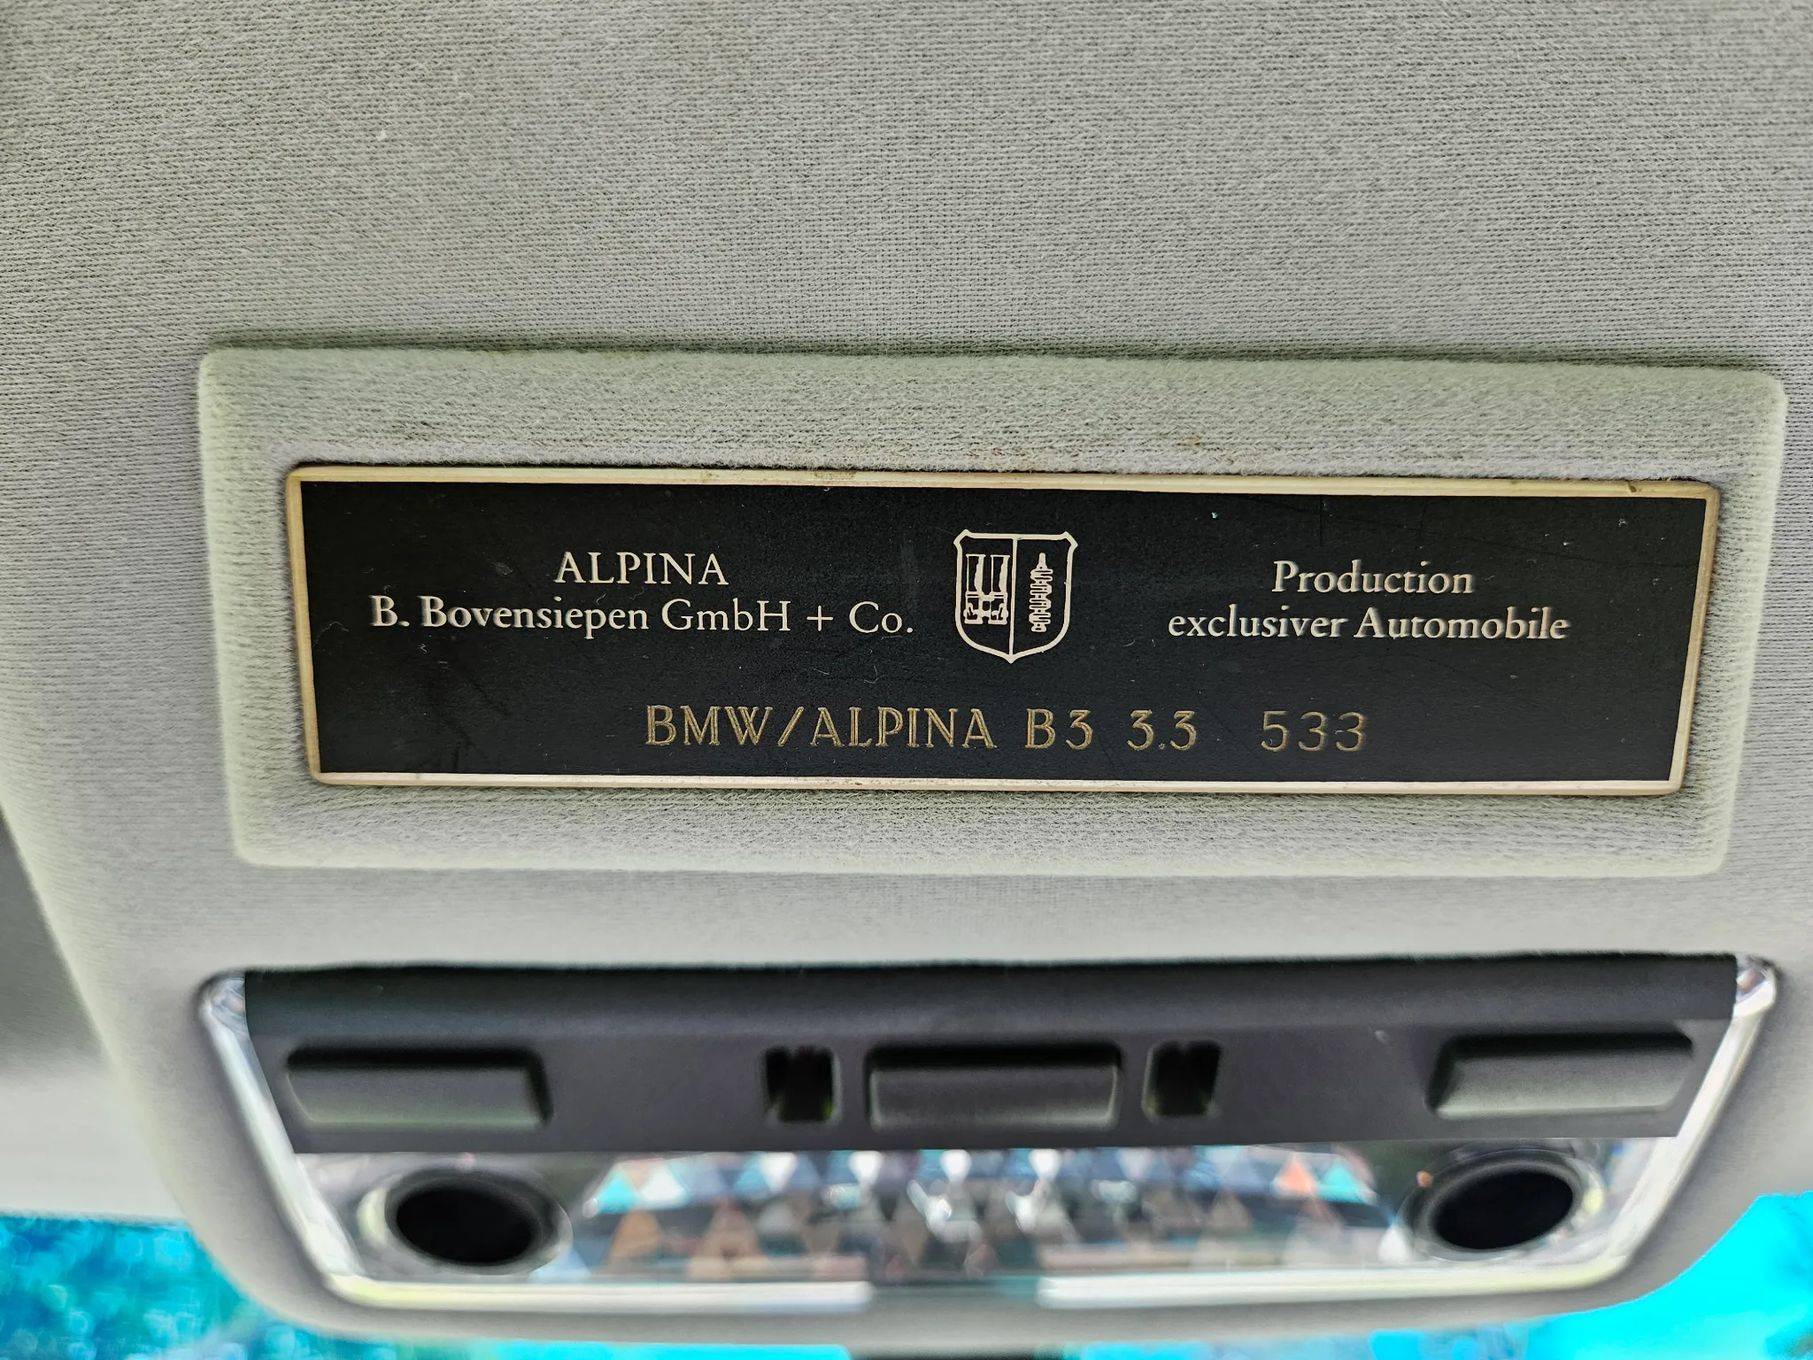 ALPINA
B. Bovensiepen GmbH + Co.
Production
exclusiver Automobile
BMW/ALPINA B3 3.3 533